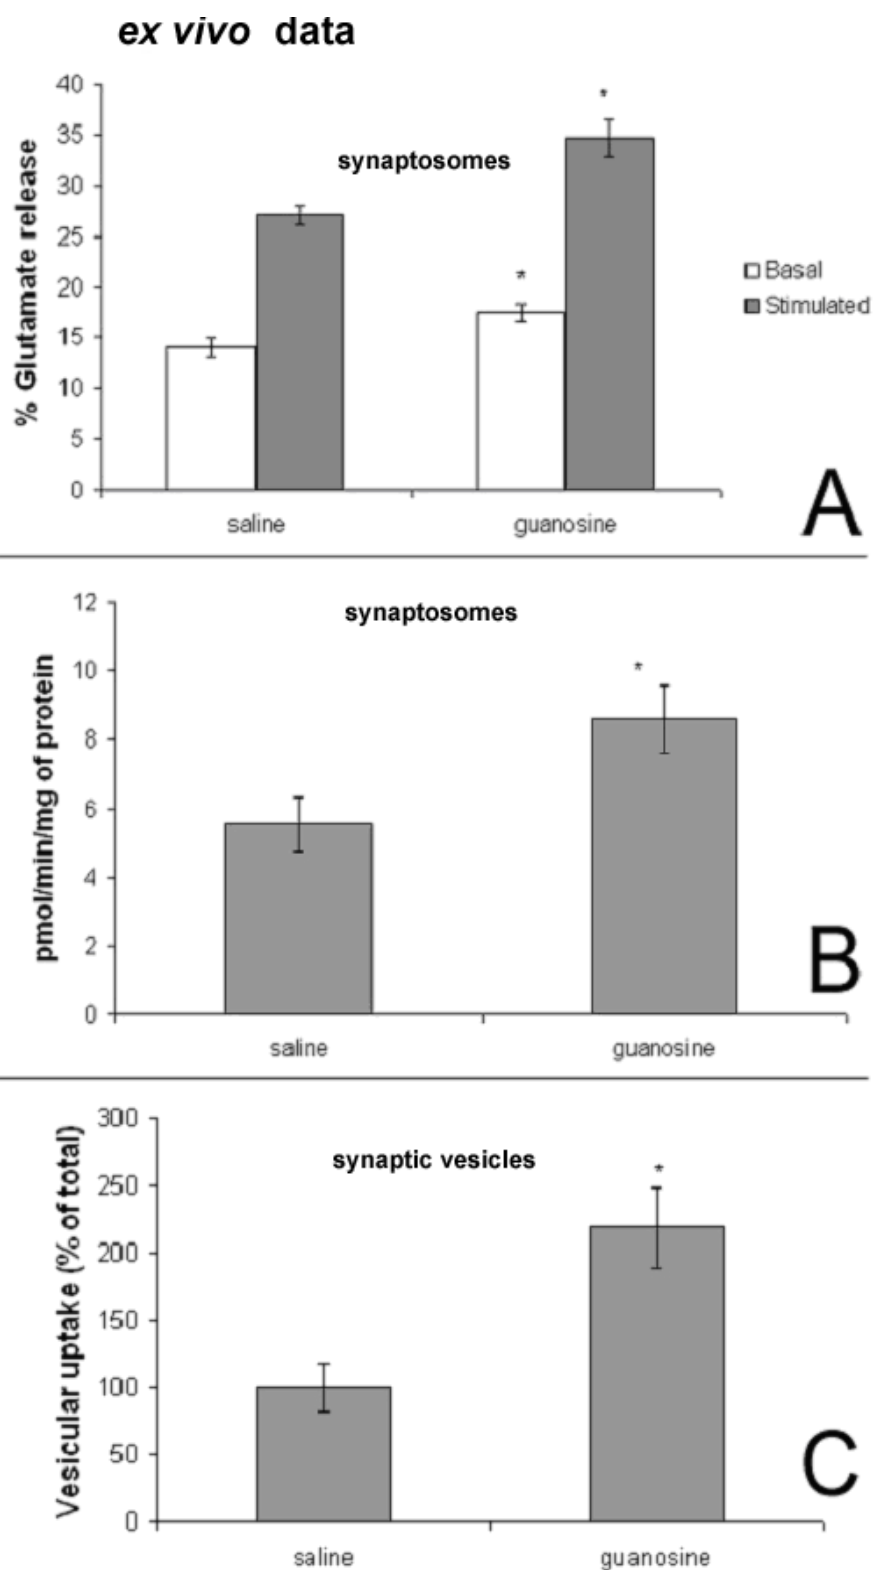 ex vivo data
40
35
30
25
20
15
10
5
0
% Glutamate release
synaptosomes
*
*
Basal
Stimulated
saline guanosine
A
12
10
8
6
4
2
0
pmol/min/mg of protein
synaptosomes
*
saline guanosine
B
300
250
200
150
100
50
0
Vesicular uptake (% of total)
synaptic vesicles
*
saline guanosine
C